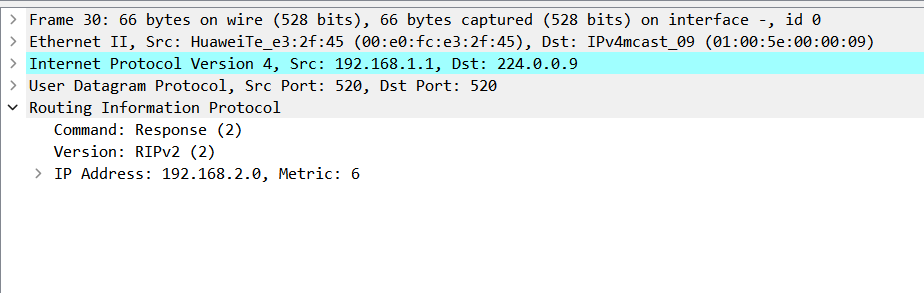 Frame 30: 66 bytes on wire (528 bits), 66 bytes captured (528 bits) on interface -, id 0
Ethernet II, Src: HuaweiTe_e3:2f:45 (00:e0:fc:e3:2f:45), Dst: IPv4mcast_09 (01:00:5e:00:00:09)
Internet Protocol Version 4, Src: 192.168.1.1, Dst: 224.0.0.9
User Datagram Protocol, Src Port: 520, Dst Port: 520
Routing Information Protocol
Command: Response (2)
Version: RIPv2 (2)
IP Address: 192.168.2.0, Metric: 6